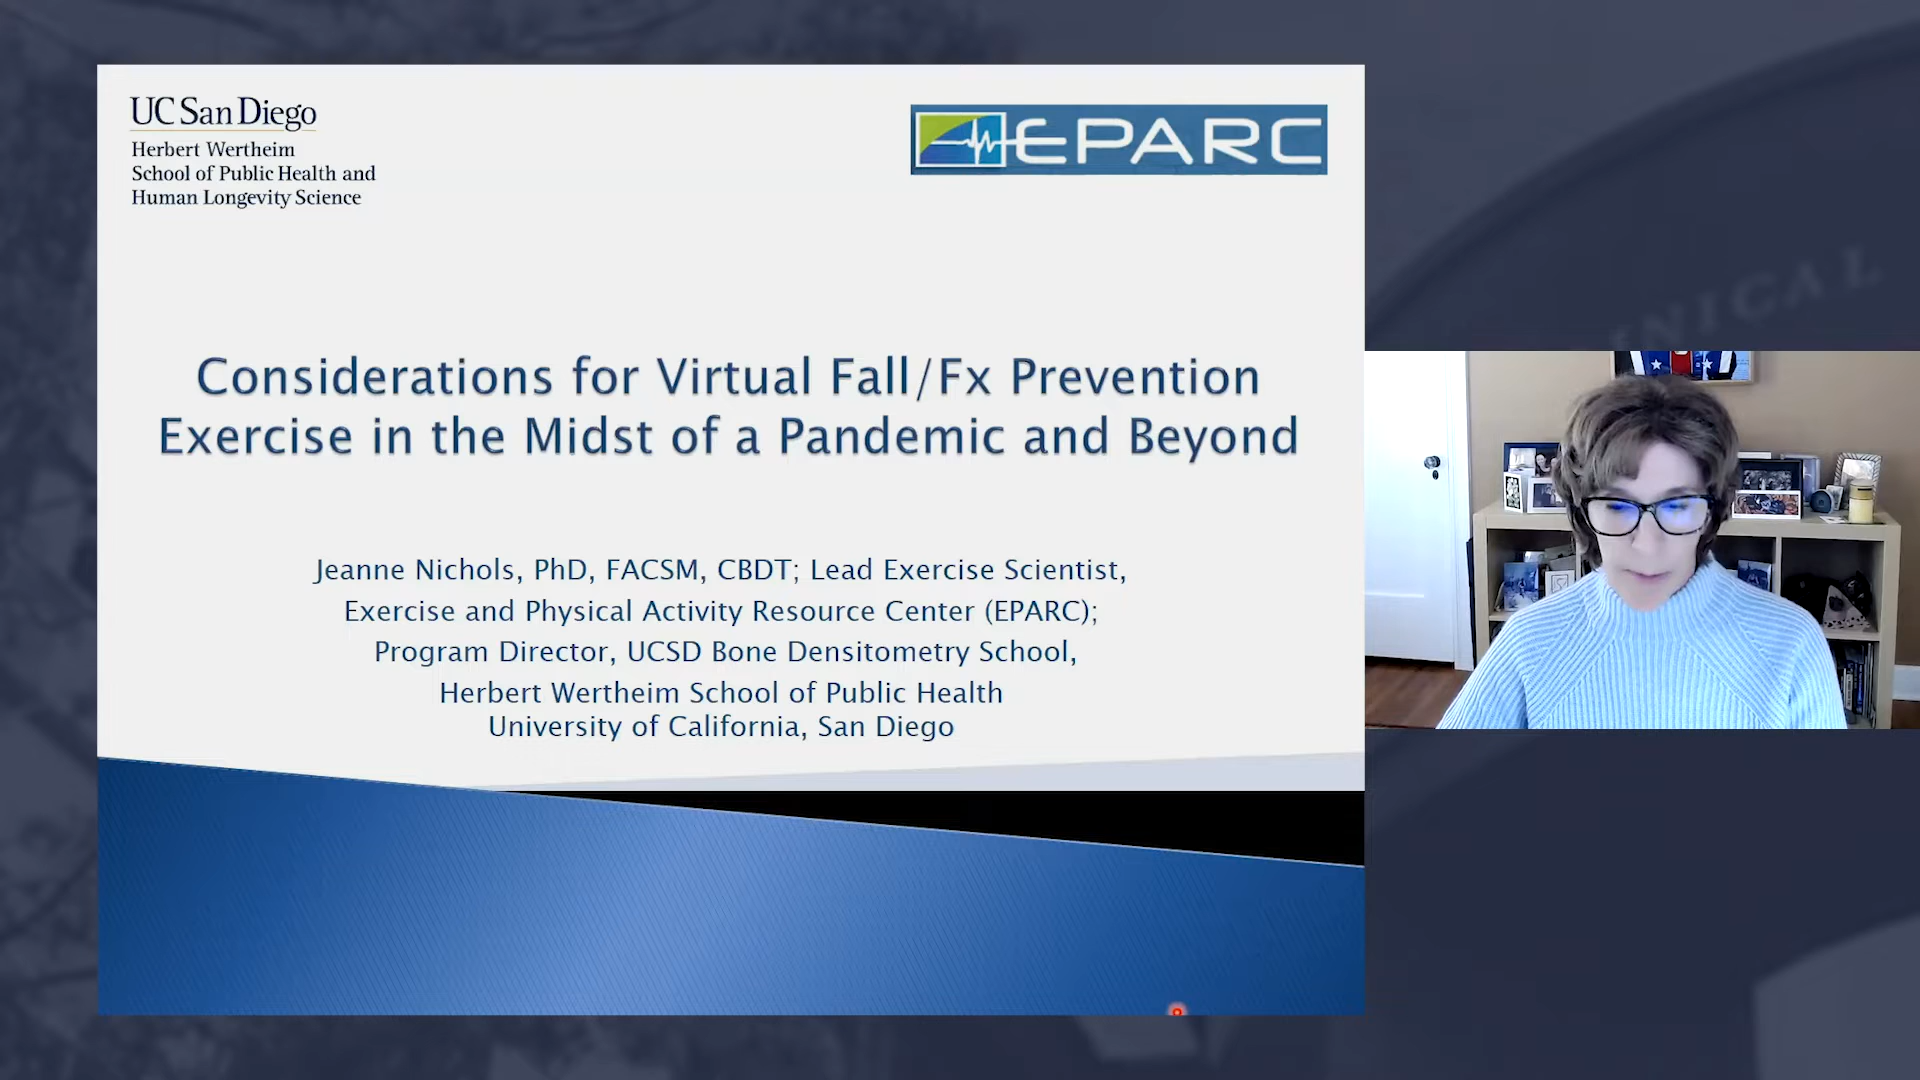 UC San Diego
Herbert Wertheim
School of Public Health and
Human Longevity Science
EPARC
Considerations for Virtual Fall/Fx Prevention
Exercise in the Midst of a Pandemic and Beyond
Jeanne Nichols, PhD, FACSM, CBDT; Lead Exercise Scientist,
Exercise and Physical Activity Resource Center (EPARC);
Program Director, UCSD Bone Densitometry School,
Herbert Wertheim School of Public Health
University of California, San Diego
NICAL